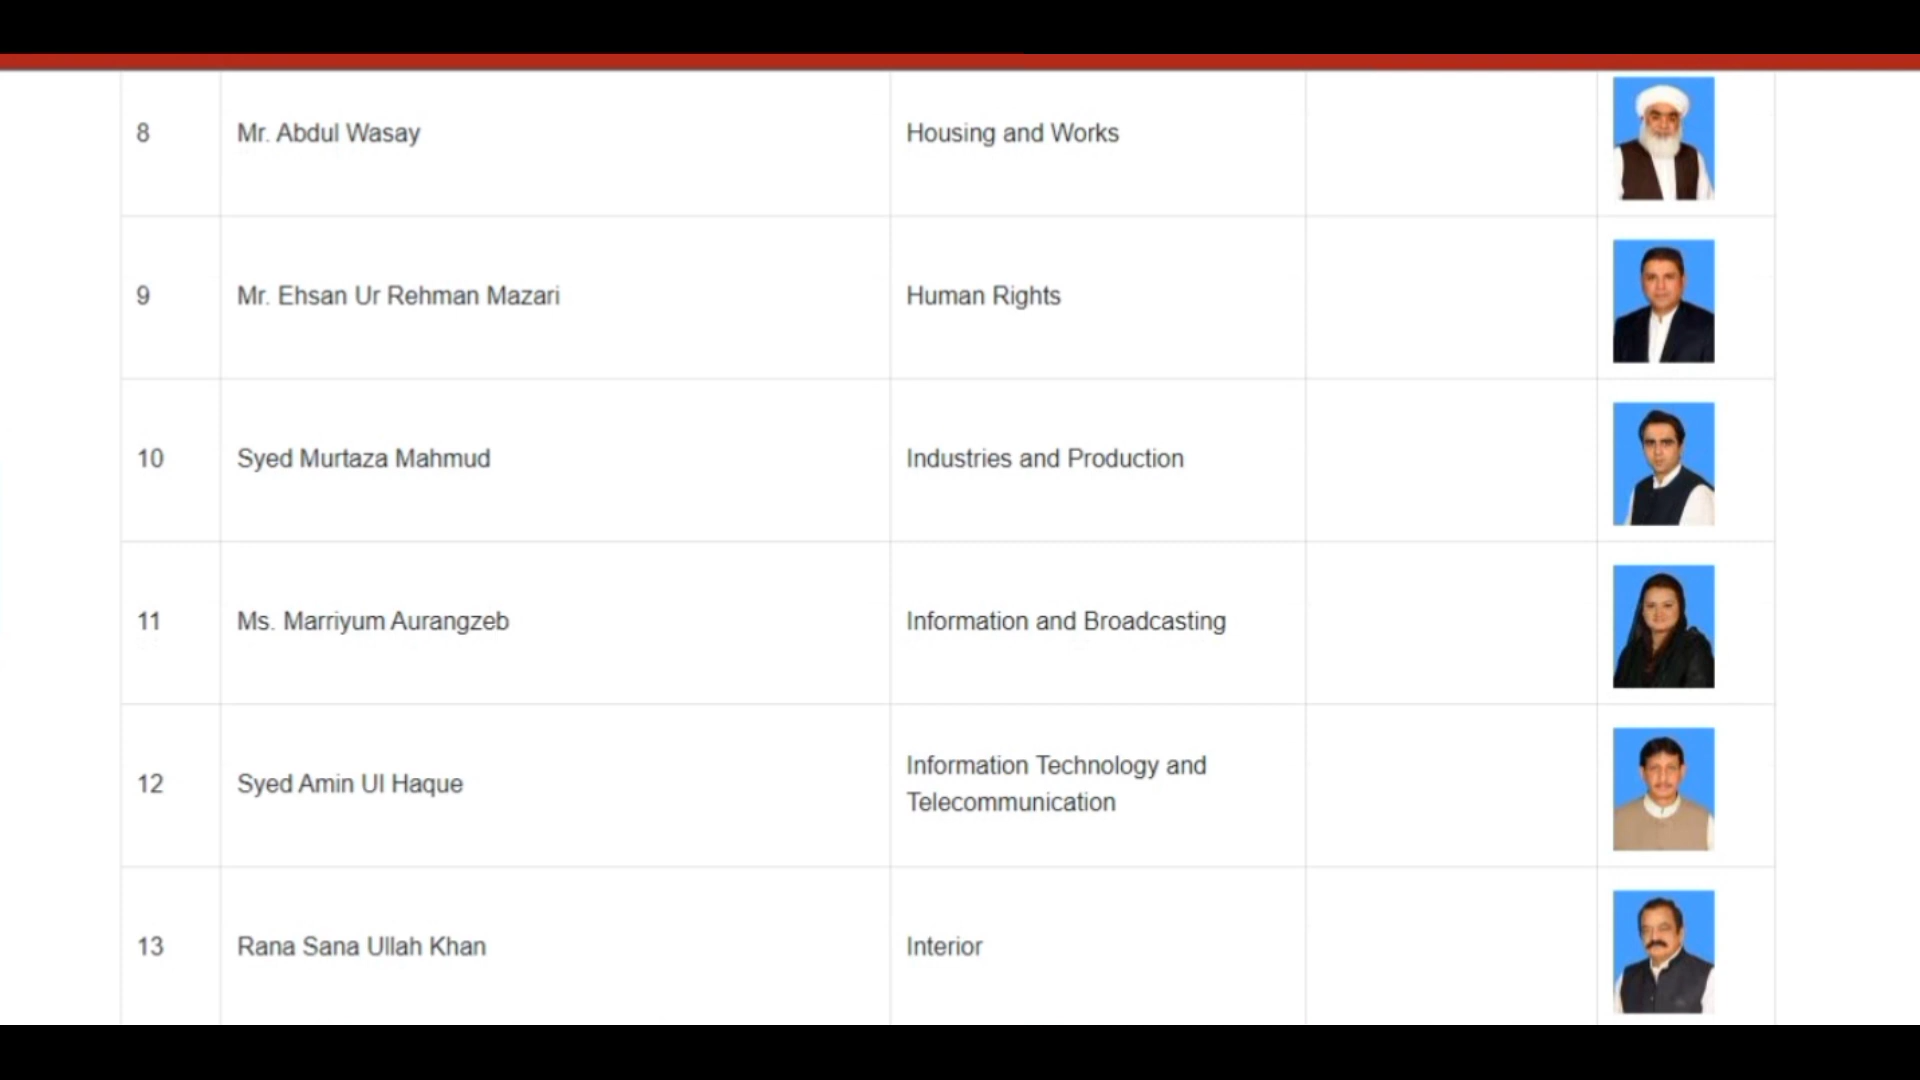 8 Mr. Abdul Wasay Housing and Works
9 Mr. Ehsan Ur Rehman Mazari Human Rights
10 Syed Murtaza Mahmud Industries and Production
11 Ms. Marriyum Aurangzeb Information and Broadcasting
12 Syed Amin Ul Haque Information Technology and
Telecommunication
13 Rana Sana Ullah Khan Interior